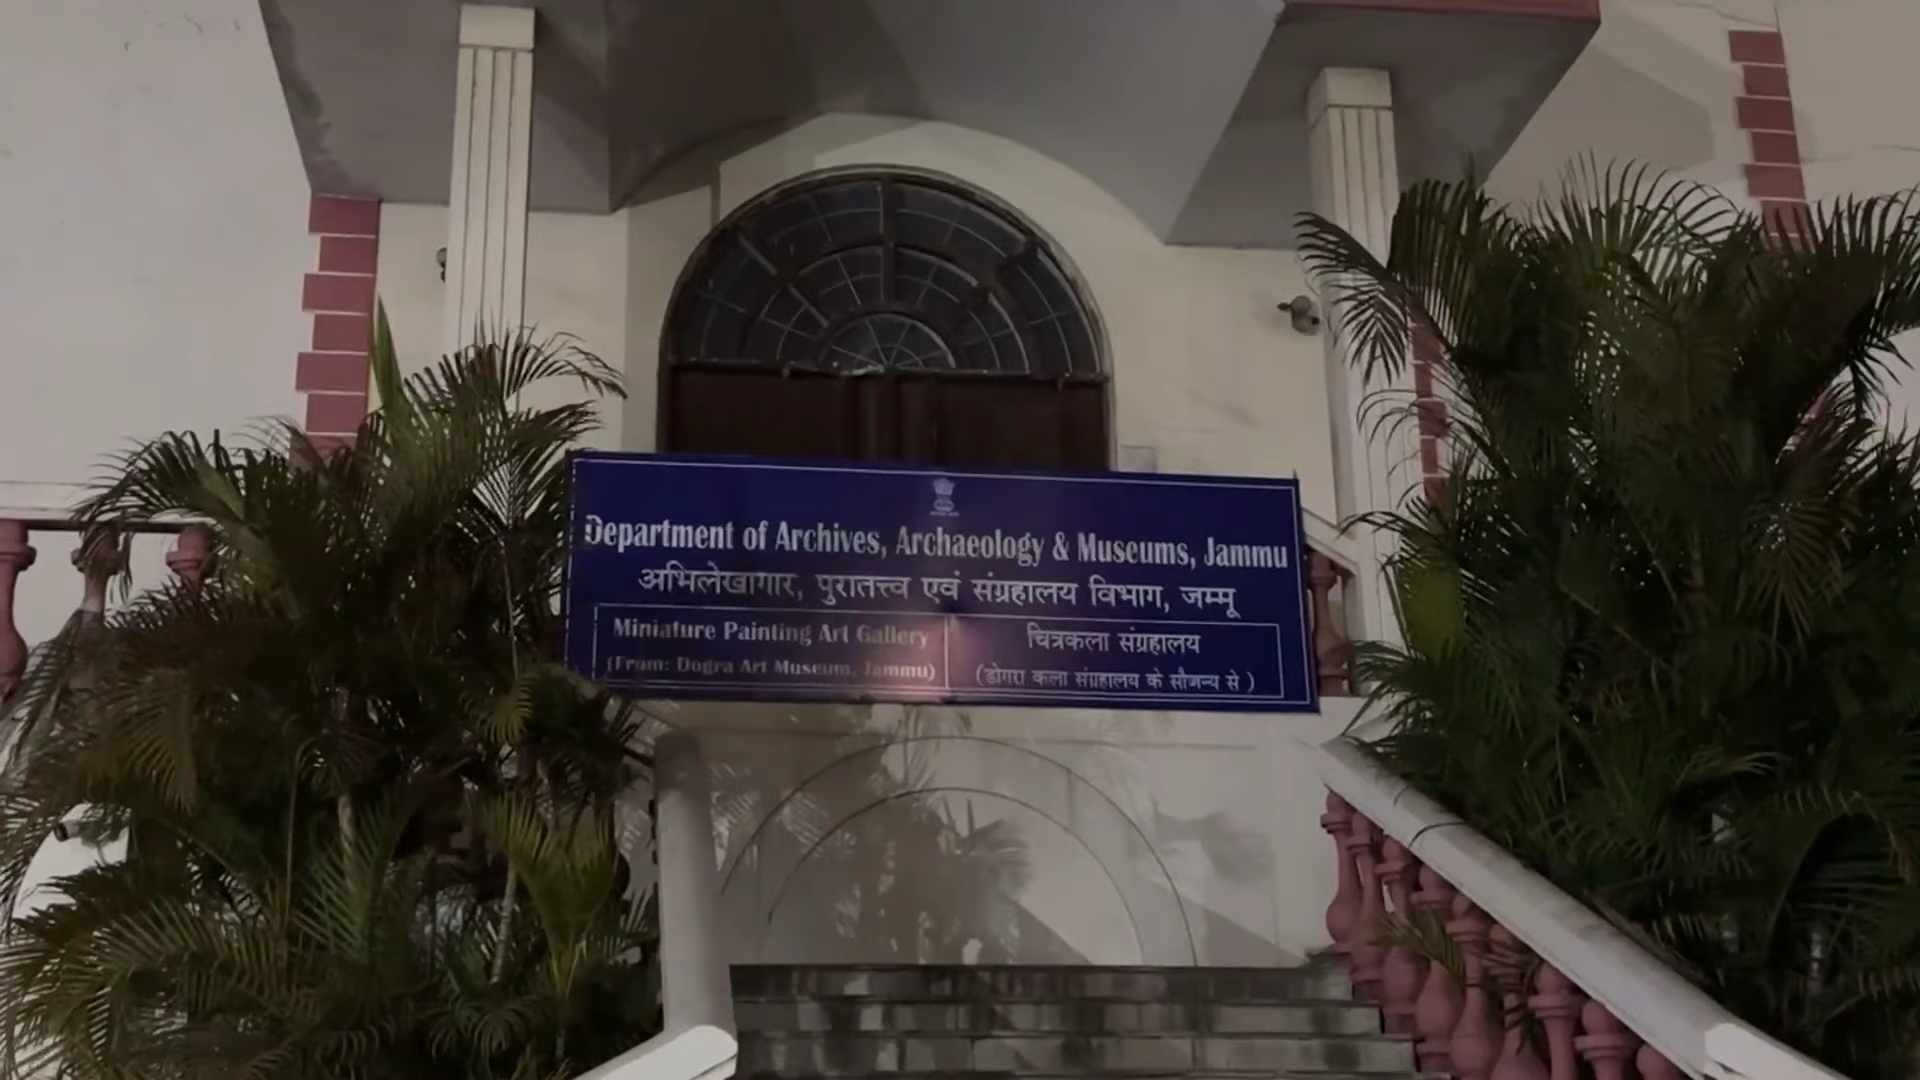 Department of Archives, Archaeology & Museums, Jammu
अभिलेखागार, पुरातत्त्व एवं संग्रहालय विभाग, जम्मू
Miniature Painting Art Gallery
(From: Dogra Art Museum, Jammu)
चित्रकला संग्रहालय
(डोगरा कला संग्रहालय के सौजन्य से )